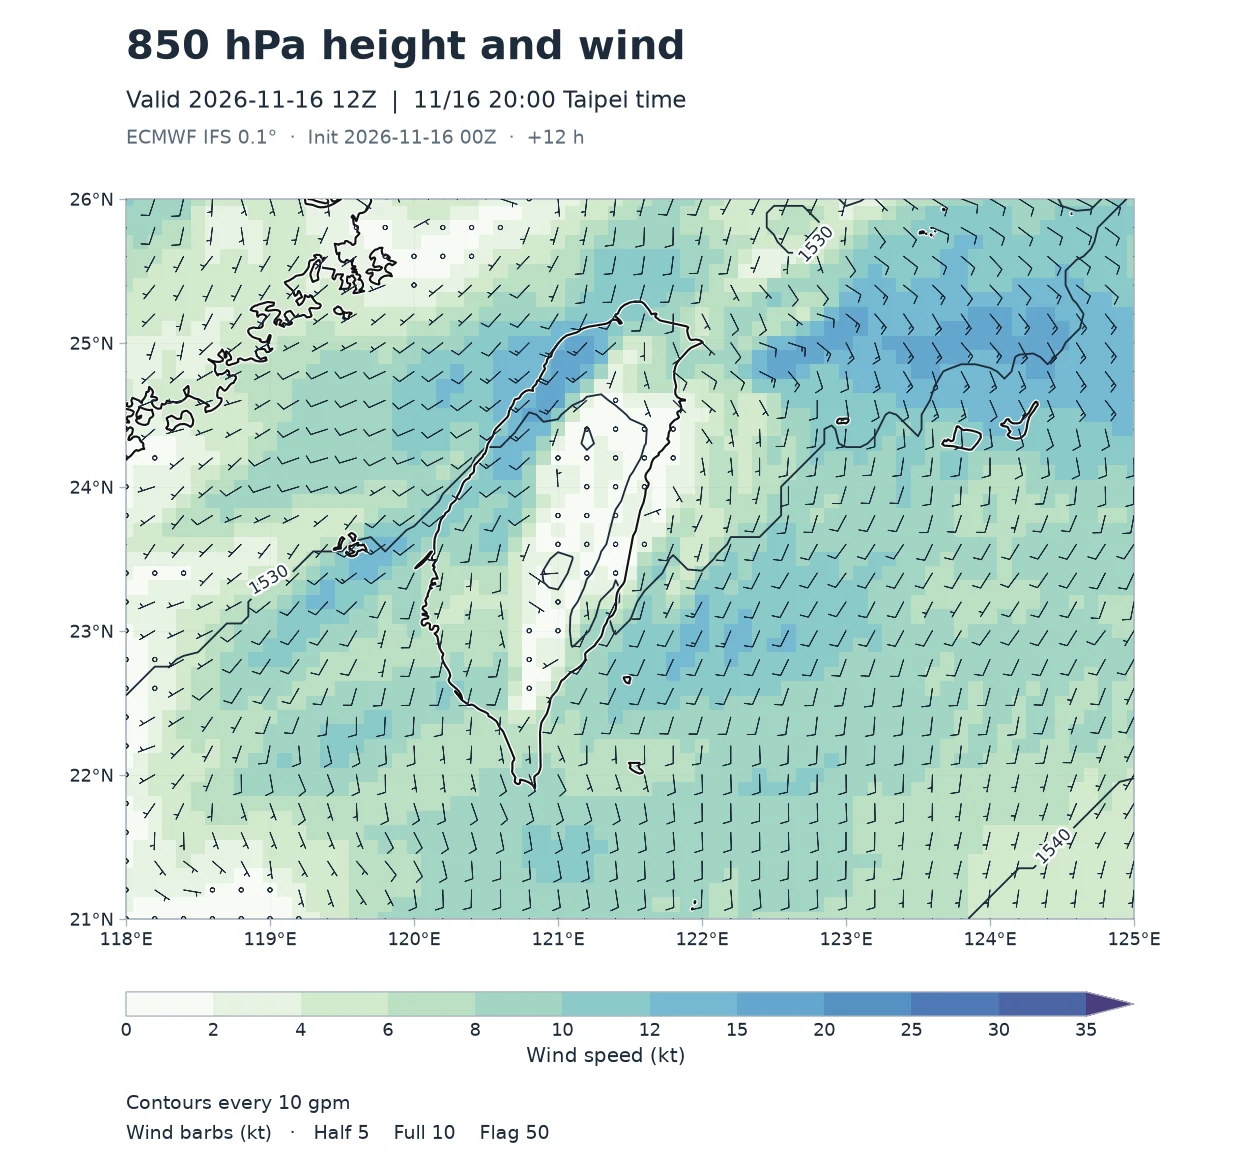 850 hPa height and wind
Valid 2026-11-16 12Z | 11/16 20:00 Taipei time
ECMWF IFS 0.1° · Init 2026-11-16 00Z · +12 h
26°N
1530
25°N
24°N
1530
23°N
22°N
1540
21°N
118°E 119°E 120°E 121°E 122°E 123°E 124°E 125°E
0 2 4 6 8 10 12 15 20 25 30 35
Wind speed (kt)
Contours every 10 gpm
Wind barbs (kt) · Half 5 Full 10 Flag 50